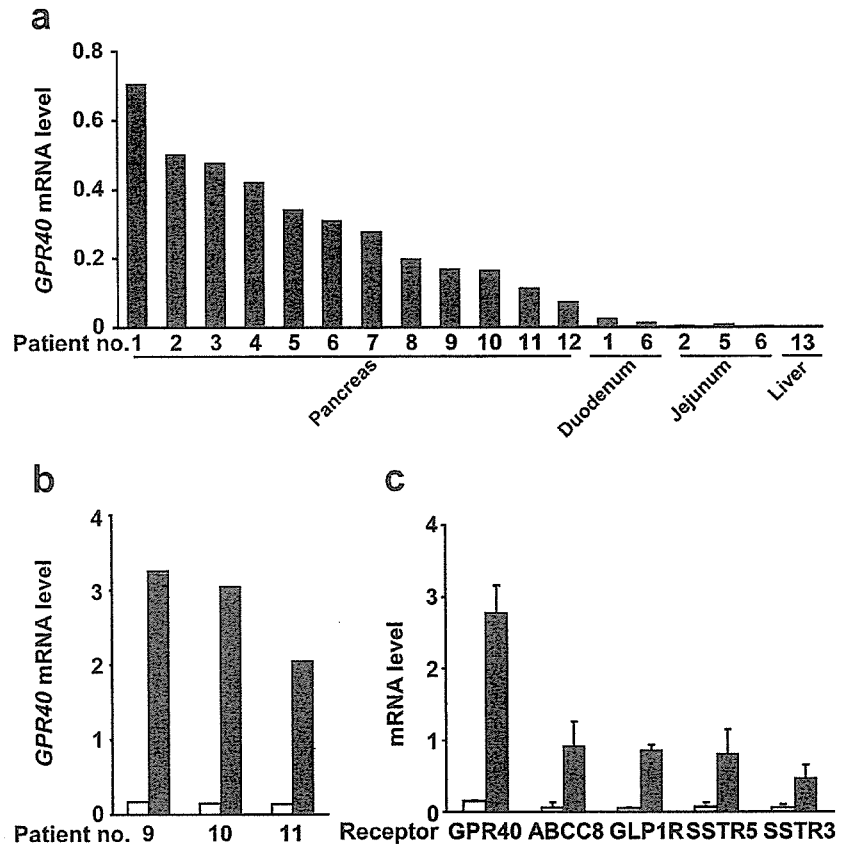 a
GPR40 mRNA level
0.8
0.6
0.4
0.2
0
Patient no. 1 2 3 4 5 6 7 8 9 10 11 12 1 6 2 5 6 13
Pancreas
Duodenum
Jejunum
Liver
b
GPR40 mRNA level
4
3
2
1
0
Patient no. 9 10 11
c
mRNA level
4
3
2
1
0
Receptor GPR40 ABCC8 GLP1R SSTR5 SSTR3